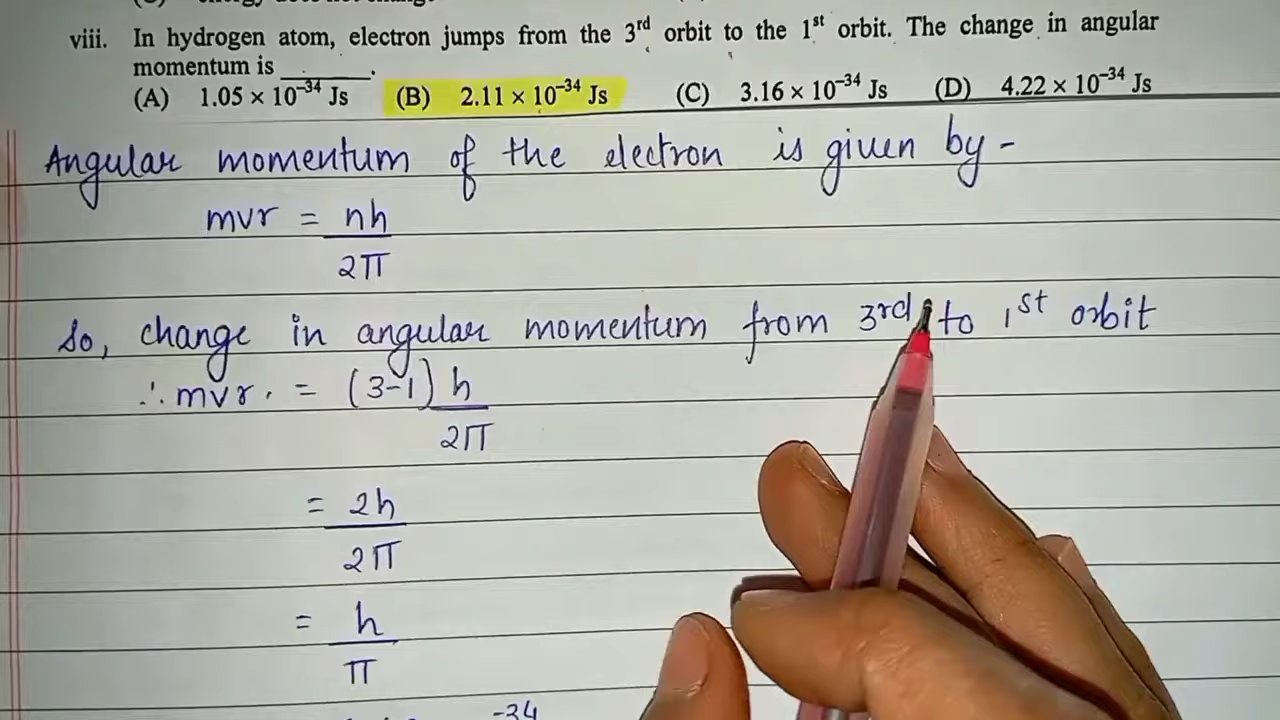 viii. In hydrogen atom, electron jumps from the 3rd orbit to the 1st orbit. The change in angular
momentum is ________.
(A) 1.05 × 10⁻³⁴ Js (B) 2.11 × 10⁻³⁴ Js (C) 3.16 × 10⁻³⁴ Js (D) 4.22 × 10⁻³⁴ Js
Angular momentum of the electron is given by -
mvr = nh
2π
So, change in angular momentum from 3rd to 1st orbit
∴ mvr. = (3-1) h
2π
= 2h
2π
= h
π
-34